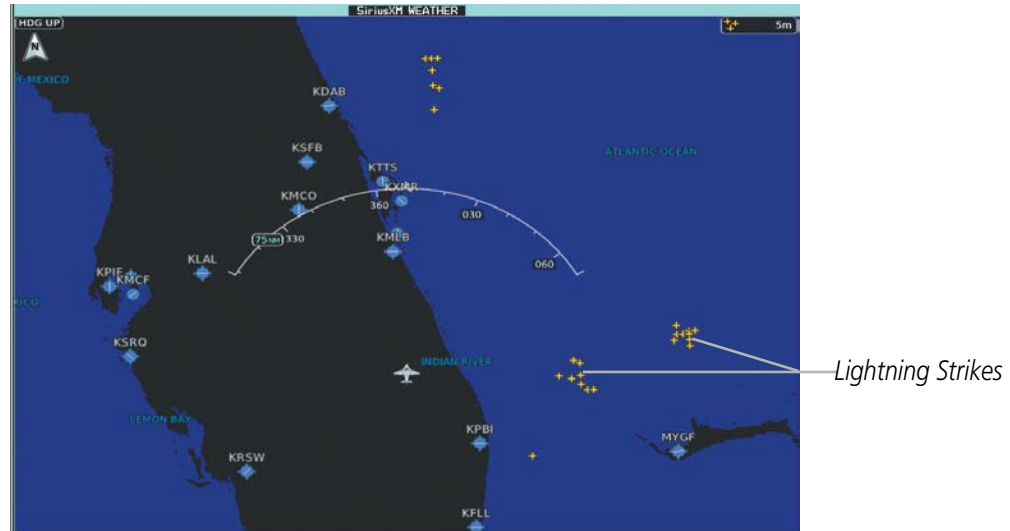 SiriusXM WEATHER
HDG UP
5m
N
F MEXICO
KDAB
KSFB
ATLANTIC OCEAN
KTTS
KXMR
KMCO
360
030
75NM
330
KMLB
060
KLAL
KPIE
KMCF
XICO
KSRQ
INDIAN RIVER
Lightning Strikes
LEMON BAY
KPBI
MYGF
KRSW
KFLL